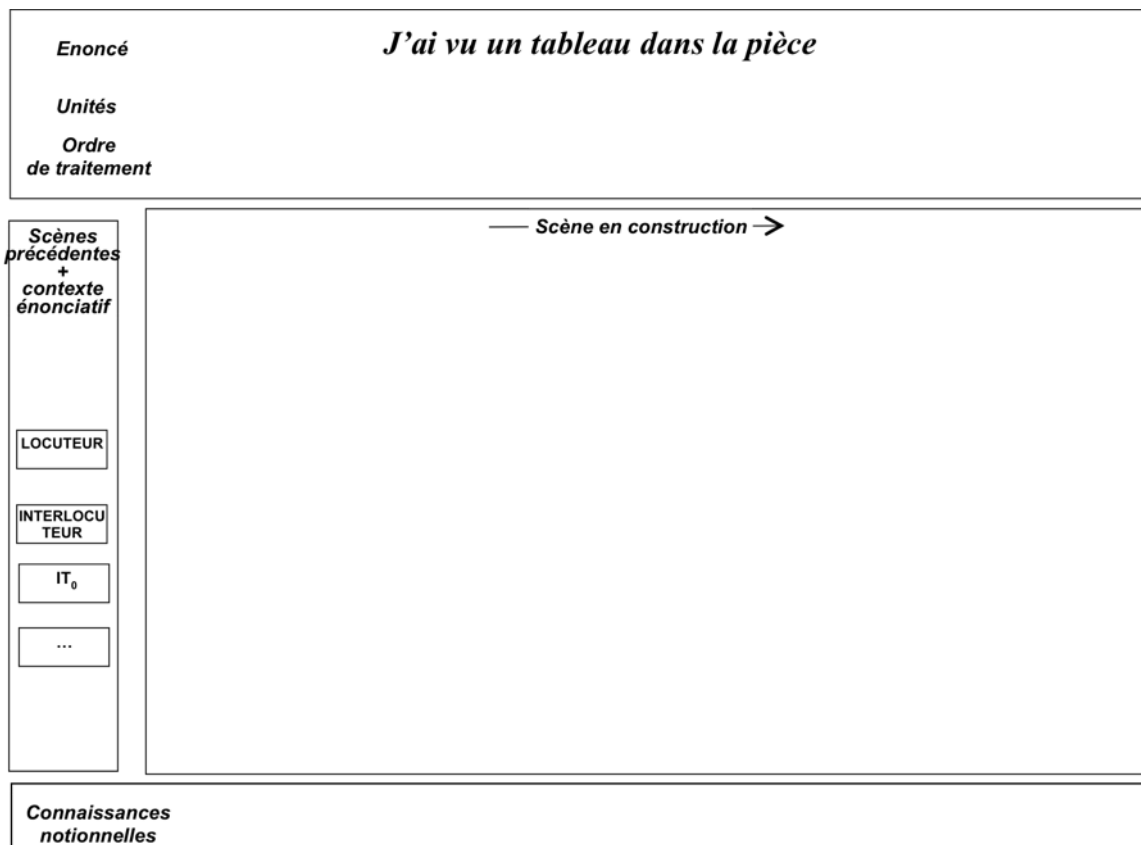 Enoncé
J’ai vu un tableau dans la pièce
Unités
Ordre
de traitement
Scènes
précédentes
+
contexte
énonciatif
Scène en construction
LOCUTEUR
INTERLOCU
TEUR
IT0
...
Connaissances
notionnelles